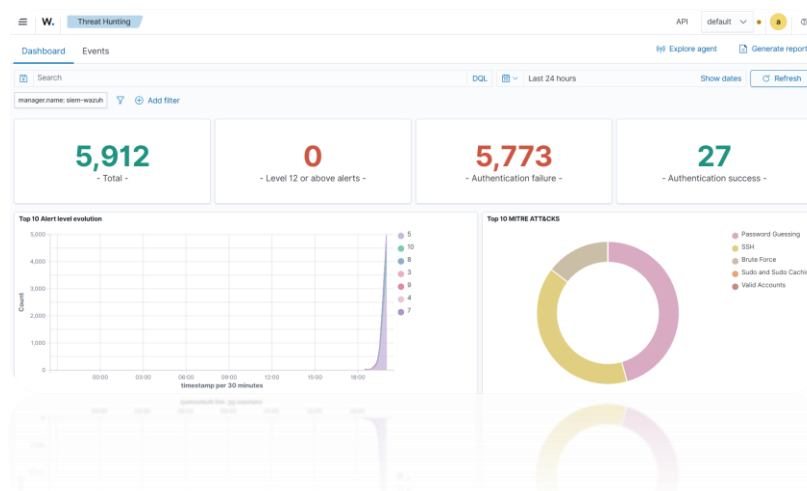 W. Threat Hunting API default a
Dashboard Events Explore agent Generate report
Search DQL Last 24 hours Show dates Refresh
manager.name: siem-wazuh Add filter
5,912 0 5,773 27
- Total - - Level 12 or above alerts - - Authentication failure - - Authentication success -
Top 10 Alert level evolution Top 10 MITRE ATT&CKS
5,000
4,000
3,000
2,000
1,000
0
Count
00:00 03:00 06:00 09:00 12:00 15:00 18:00
timestamp per 30 minutes
5
10
8
3
9
4
7
Password Guessing
SSH
Brute Force
Sudo and Sudo Cachin
Valid Accounts